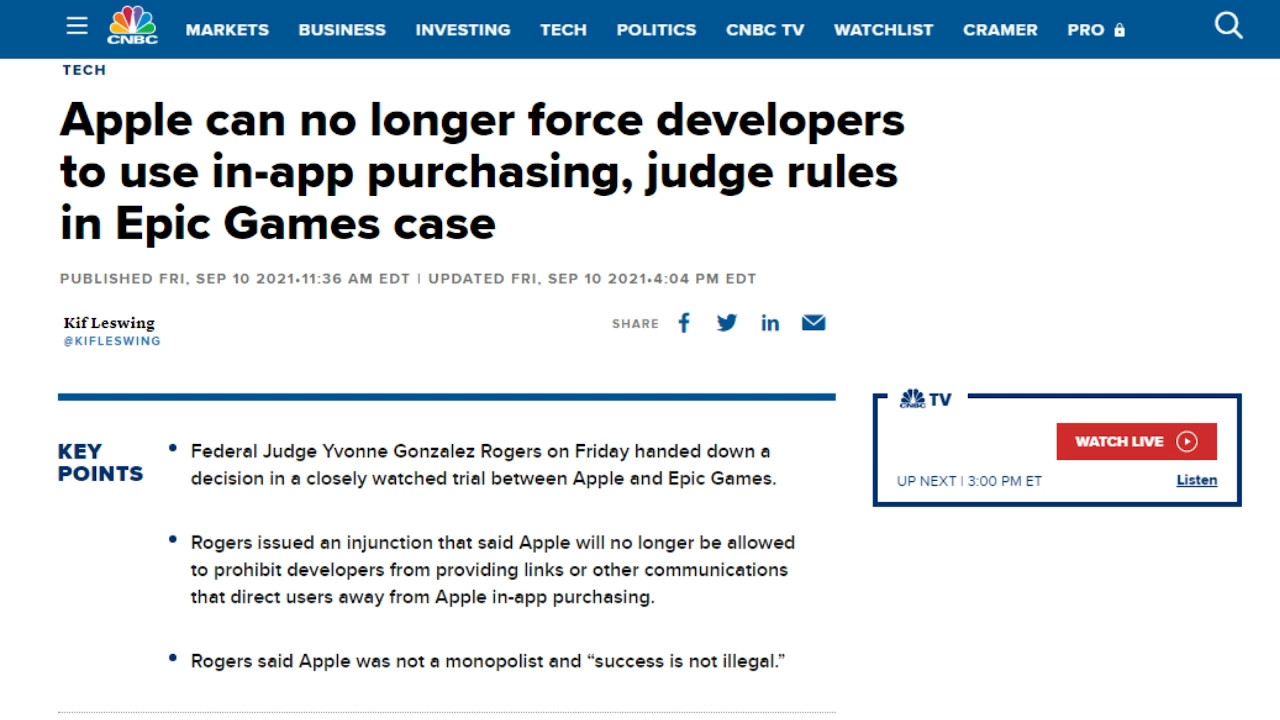 CNBC MARKETS BUSINESS INVESTING TECH POLITICS CNBC TV WATCHLIST CRAMER PRO
TECH
Apple can no longer force developers
to use in-app purchasing, judge rules
in Epic Games case
PUBLISHED FRI, SEP 10 2021•11:36 AM EDT | UPDATED FRI, SEP 10 2021•4:04 PM EDT
Kif Leswing
@KIFLESWING
SHARE
KEY
POINTS
• Federal Judge Yvonne Gonzalez Rogers on Friday handed down a
decision in a closely watched trial between Apple and Epic Games.
• Rogers issued an injunction that said Apple will no longer be allowed
to prohibit developers from providing links or other communications
that direct users away from Apple in-app purchasing.
• Rogers said Apple was not a monopolist and “success is not illegal.”
CNBC TV
WATCH LIVE
UP NEXT | 3:00 PM ET
Listen